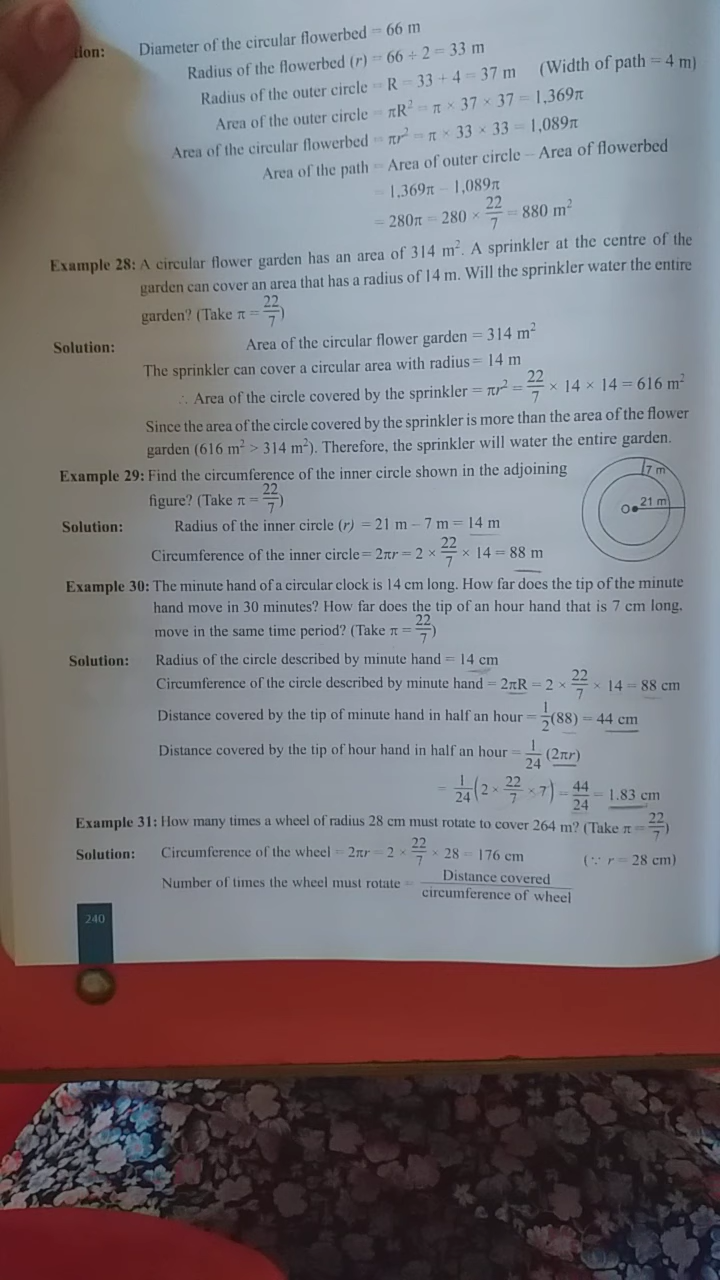 tion: Diameter of the circular flowerbed = 66 m
Radius of the flowerbed (r) = 66 ÷ 2 = 33 m
Radius of the outer circle = R = 33 + 4 = 37 m (Width of path = 4 m)
Area of the outer circle = πR² = π × 37 × 37 = 1,369π
Area of the circular flowerbed = πr² = π × 33 × 33 = 1,089π
Area of the path = Area of outer circle − Area of flowerbed
= 1,369π − 1,089π
= 280π = 280 × 22/7 = 880 m²
Example 28: A circular flower garden has an area of 314 m². A sprinkler at the centre of the
garden can cover an area that has a radius of 14 m. Will the sprinkler water the entire
garden? (Take π = 22/7)
Solution: Area of the circular flower garden = 314 m²
The sprinkler can cover a circular area with radius = 14 m
∴ Area of the circle covered by the sprinkler = πr² = 22/7 × 14 × 14 = 616 m²
Since the area of the circle covered by the sprinkler is more than the area of the flower
garden (616 m² > 314 m²). Therefore, the sprinkler will water the entire garden.
Example 29: Find the circumference of the inner circle shown in the adjoining
figure? (Take π = 22/7)
7 m
O 21 m
Solution: Radius of the inner circle (r) = 21 m − 7 m = 14 m
Circumference of the inner circle = 2πr = 2 × 22/7 × 14 = 88 m
Example 30: The minute hand of a circular clock is 14 cm long. How far does the tip of the minute
hand move in 30 minutes? How far does the tip of an hour hand that is 7 cm long,
move in the same time period? (Take π = 22/7)
Solution: Radius of the circle described by minute hand = 14 cm
Circumference of the circle described by minute hand = 2πR = 2 × 22/7 × 14 = 88 cm
Distance covered by the tip of minute hand in half an hour = 1/2(88) = 44 cm
Distance covered by the tip of hour hand in half an hour = 1/24 (2πr)
= 1/24(2 × 22/7 × 7) = 44/24 = 1.83 cm
Example 31: How many times a wheel of radius 28 cm must rotate to cover 264 m? (Take π = 22/7)
Solution: Circumference of the wheel = 2πr = 2 × 22/7 × 28 = 176 cm (∵ r = 28 cm)
Number of times the wheel must rotate = Distance covered/circumference of wheel
240